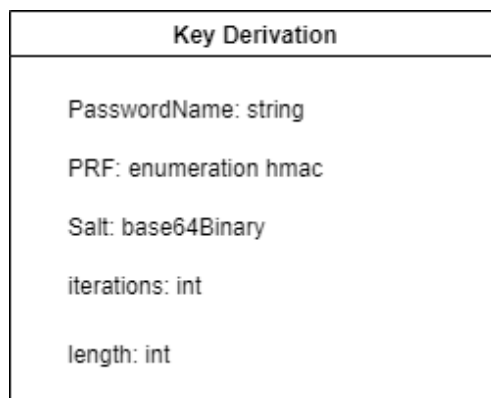 Key Derivation
PasswordName: string
PRF: enumeration hmac
Salt: base64Binary
iterations: int
length: int